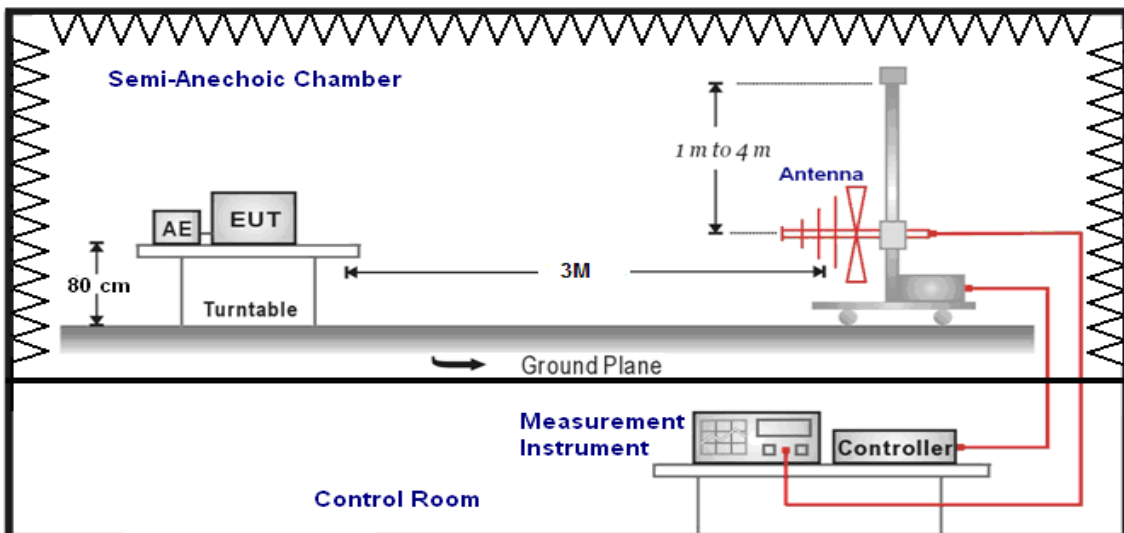 Semi-Anechoic Chamber
1 m to 4 m
Antenna
AE
EUT
3M
80 cm
Turntable
Ground Plane
Measurement
Instrument
Controller
Control Room